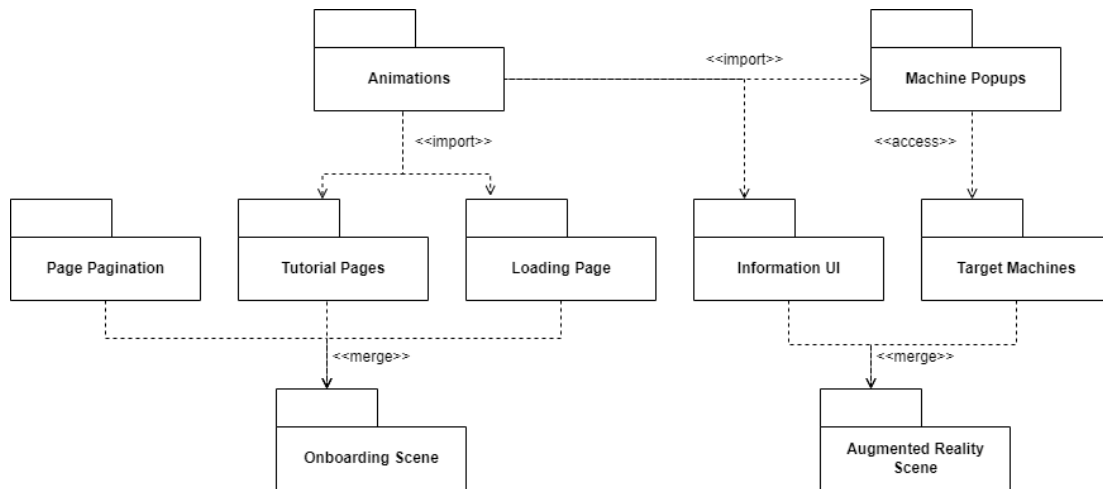 <<import>>
Animations
Machine Popups
<<import>>
<<access>>
Page Pagination
Tutorial Pages
Loading Page
Information UI
Target Machines
<<merge>>
<<merge>>
Onboarding Scene
Augmented Reality
Scene